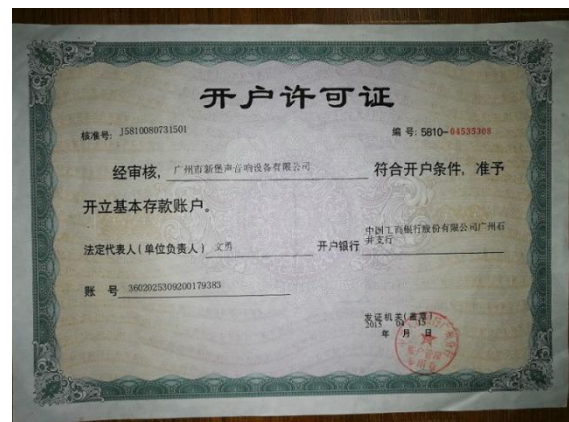 开户许可证
核准号: J5810080731501
编号: 5810-04535308
经审核, 广州市新堡声音响设备有限公司 符合开户条件, 准予
开立基本存款账户。
法定代表人(单位负责人) 文勇 开户银行 中国工商银行股份有限公司广州石
井支行
账 号 3602025309200179383
发证机关(盖章)
2015 04 15
年 月 日